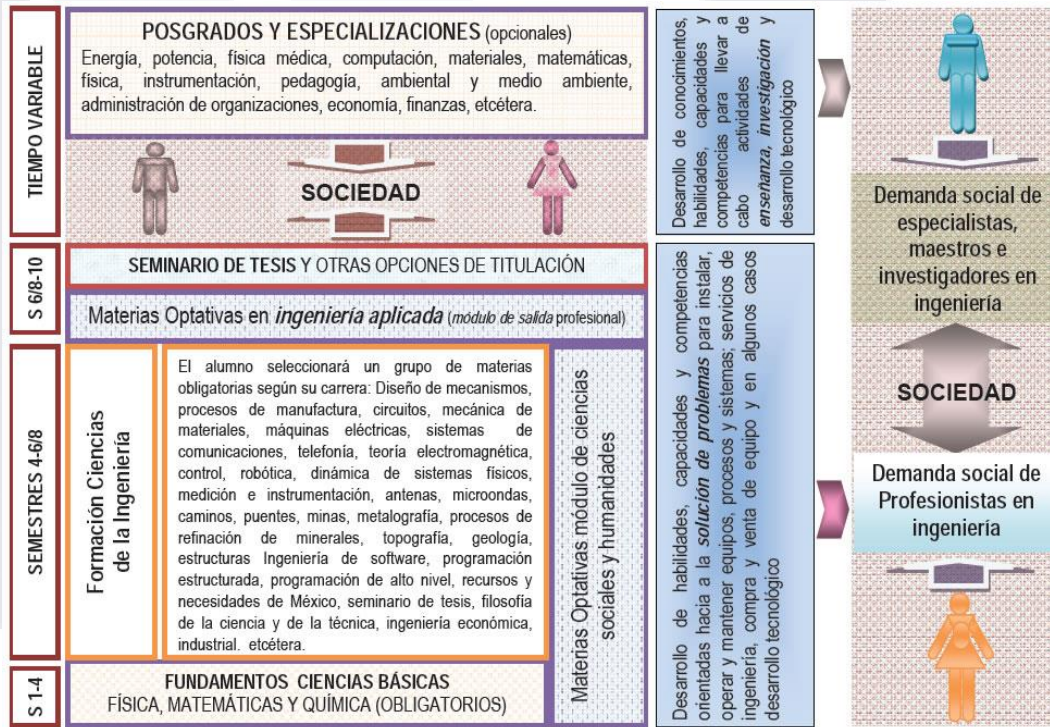 TIEMPO VARIABLE
POSGRADOS Y ESPECIALIZACIONES (opcionales)
Energía, potencia, física médica, computación, materiales, matemáticas,
física, instrumentación, pedagogía, ambiental y medio ambiente,
administración de organizaciones, economía, finanzas, etcétera.
SOCIEDAD
S 6/8-10
SEMINARIO DE TESIS Y OTRAS OPCIONES DE TITULACIÓN
Materias Optativas en ingeniería aplicada (módulo de salida profesional)
SEMESTRES 4-6/8
Formación Ciencias
de la Ingeniería
El alumno seleccionará un grupo de materias
obligatorias según su carrera: Diseño de mecanismos,
procesos de manufactura, circuitos, mecánica de
materiales, máquinas eléctricas, sistemas de
comunicaciones, telefonía, teoría electromagnética,
control, robótica, dinámica de sistemas físicos,
medición e instrumentación, antenas, microondas,
caminos, puentes, minas, metalografía, procesos de
refinación de minerales, topografía, geología,
estructuras Ingeniería de software, programación
estructurada, programación de alto nivel, recursos y
necesidades de México, seminario de tesis, filosofía
de la ciencia y de la técnica, ingeniería económica,
industrial. etcétera.
Materias Optativas módulo de ciencias
sociales y humanidades
S 1-4
FUNDAMENTOS CIENCIAS BÁSICAS
FÍSICA, MATEMÁTICAS Y QUÍMICA (OBLIGATORIOS)
Desarrollo de conocimientos,
habilidades, capacidades y
competencias para llevar a
cabo actividades de
enseñanza, investigación y
desarrollo tecnológico
Desarrollo de habilidades, capacidades y competencias
orientadas hacia a la solución de problemas para instalar,
operar y mantener equipos, procesos y sistemas; servicios de
ingeniería, compra y venta de equipo y en algunos casos
desarrollo tecnológico
Demanda social de
especialistas,
maestros e
investigadores en
ingeniería
SOCIEDAD
Demanda social de
Profesionistas en
ingeniería